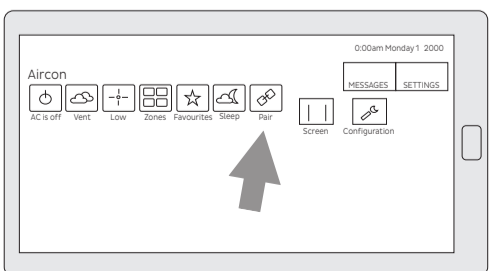 0:00am Monday 1 2000
Aircon
MESSAGES SETTINGS
AC is off Vent Low Zones Favourites Sleep Pair
Screen Configuration